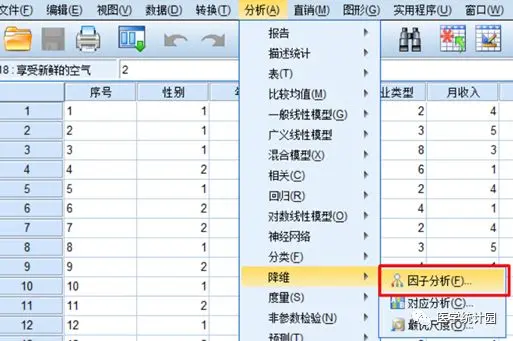 文件(F) 编辑(E) 视图(V) 数据(D) 转换(T) 分析(A) 直销(M) 图形(G) 实用程序(U) 窗口(W)
18 : 享受新鲜的空气 2
序号 性别 业类型 月收入
1 1 1 2 4
2 2 1 3 5
3 3 1 8 3
4 4 2 6 1
5 5 1 2 4
6 6 2 4 1
7 7 2 2 4
8 8 1 3 5
9 9 2
10 10 1
11 11 2
12 12 2
报告
描述统计
表(T)
比较均值(M)
一般线性模型(G)
广义线性模型
混合模型(X)
相关(C)
回归(R)
对数线性模型(O)
神经网络
分类(F)
降维
度量(S)
非参数检验(N)
预测(T)
因子分析(F)...
对应分析(C)...
最优尺度(O)...
医学统计园